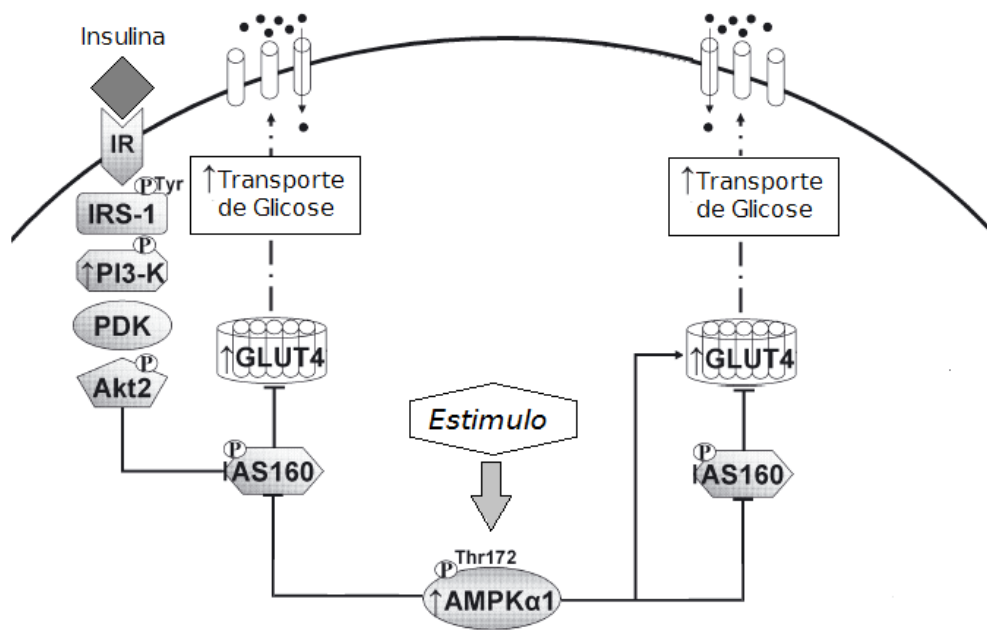 Insulina
IR
P Tyr
IRS-1
P
↑PI3-K
PDK
P
Akt2
↑Transporte
de Glicose
↑GLUT4
P
AS160
Estimulo
Thr172
P
↑AMPKα1
↑Transporte
de Glicose
↑GLUT4
P
AS160